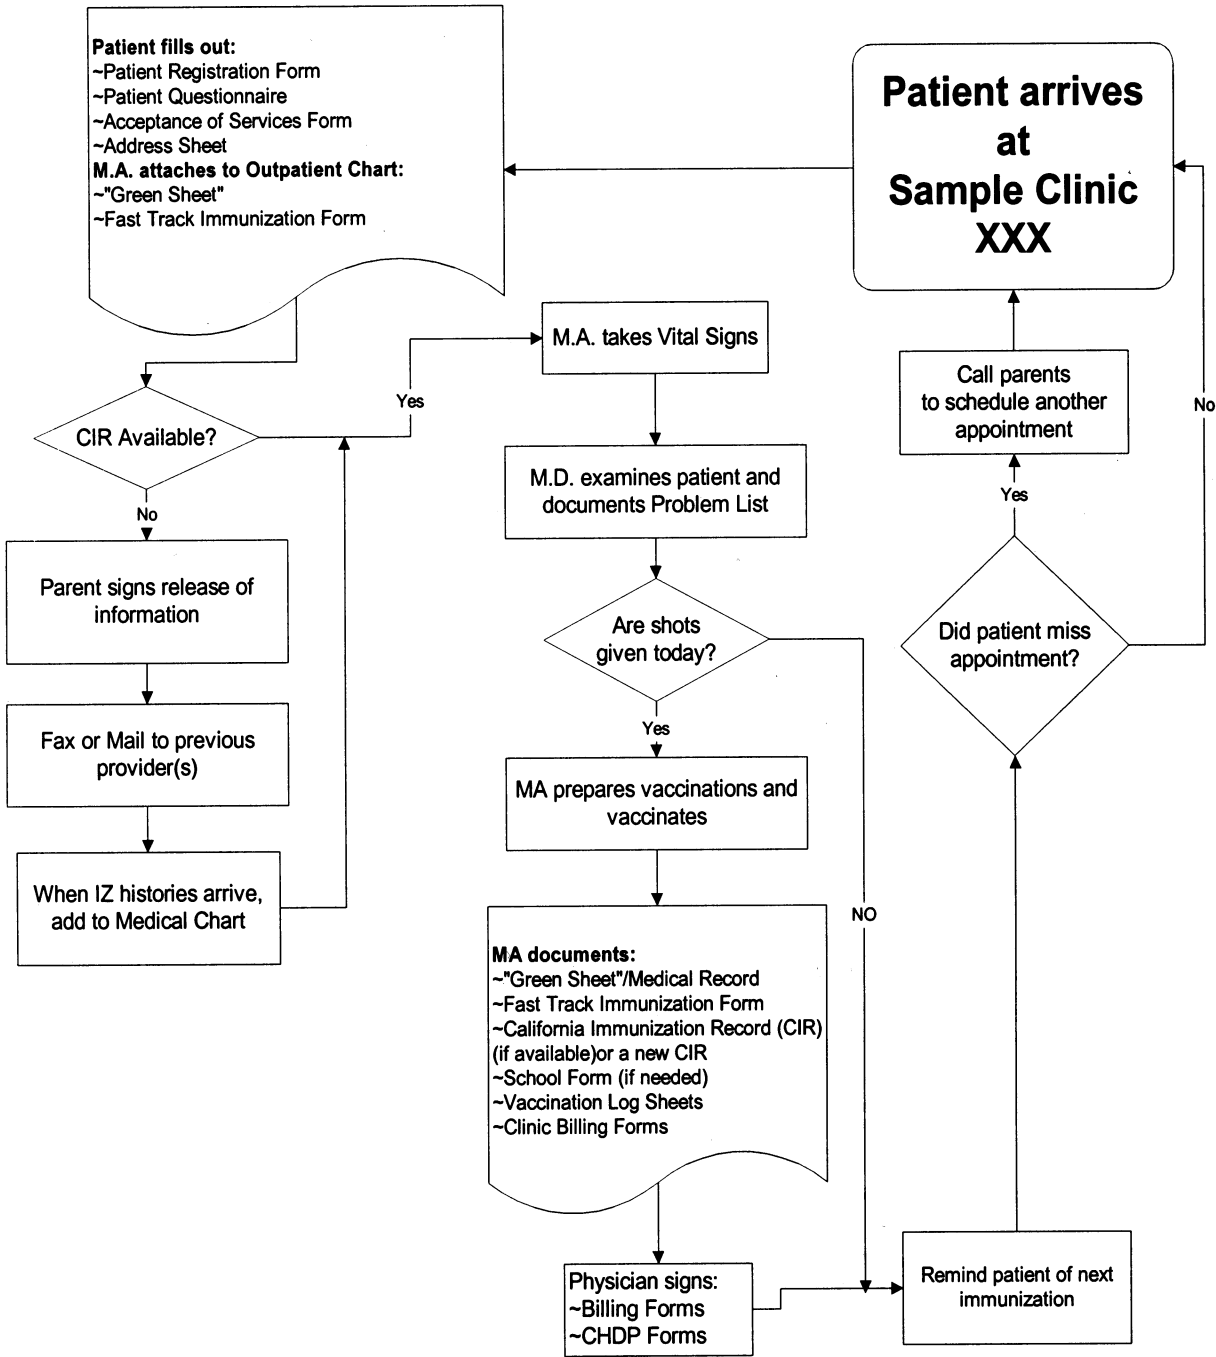 Patient arrives
at
Sample Clinic
XXX
Patient fills out:
~Patient Registration Form
~Patient Questionnaire
~Acceptance of Services Form
~Address Sheet
M.A. attaches to Outpatient Chart:
~"Green Sheet"
~Fast Track Immunization Form
CIR Available?
Yes
No
Parent signs release of
information
Fax or Mail to previous
provider(s)
When IZ histories arrive,
add to Medical Chart
M.A. takes Vital Signs
M.D. examines patient and
documents Problem List
Are shots
given today?
Yes
NO
MA prepares vaccinations and
vaccinates
MA documents:
~"Green Sheet"/Medical Record
~Fast Track Immunization Form
~California Immunization Record (CIR)
(if available)or a new CIR
~School Form (if needed)
~Vaccination Log Sheets
~Clinic Billing Forms
Physician signs:
~Billing Forms
~CHDP Forms
Remind patient of next
immunization
Did patient miss
appointment?
Yes
No
Call parents
to schedule another
appointment